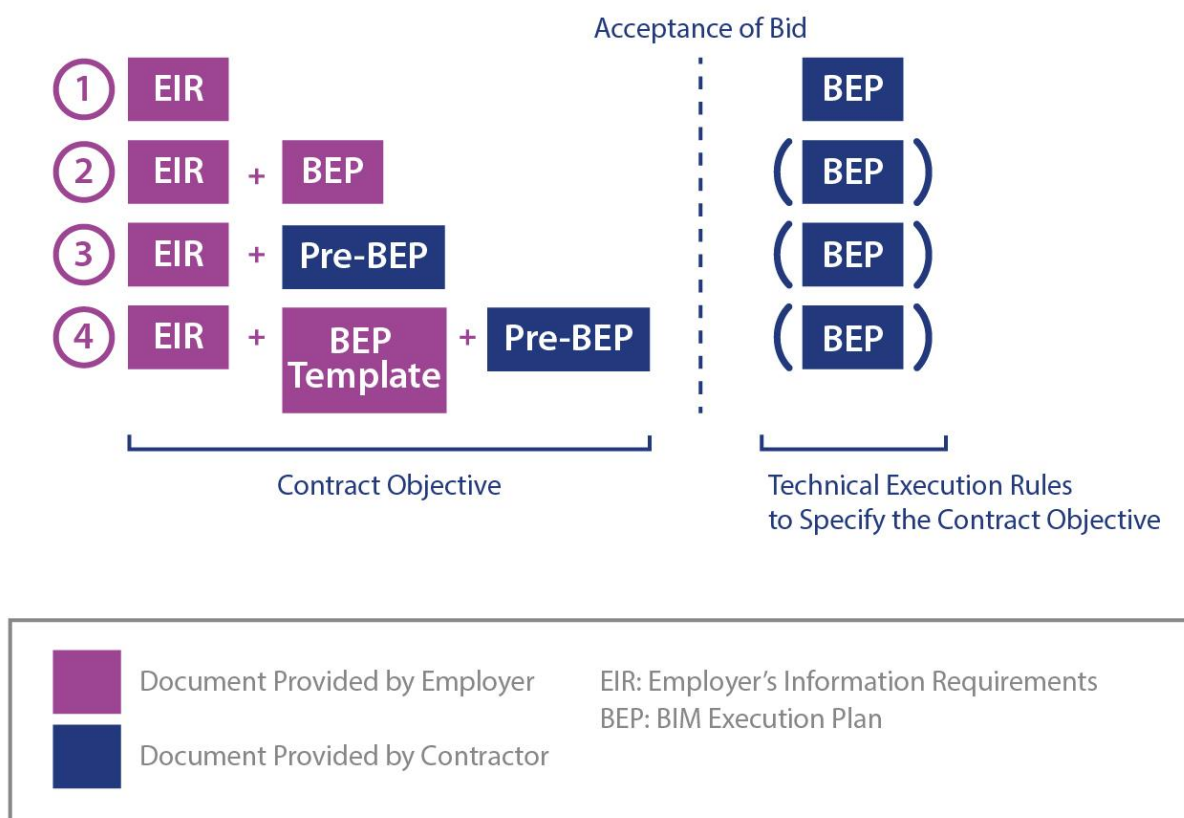 Acceptance of Bid
1 EIR BEP
2 EIR + BEP ( BEP )
3 EIR + Pre-BEP ( BEP )
4 EIR + BEP Template + Pre-BEP ( BEP )
Contract Objective
Technical Execution Rules
to Specify the Contract Objective
Document Provided by Employer
Document Provided by Contractor
EIR: Employer’s Information Requirements
BEP: BIM Execution Plan